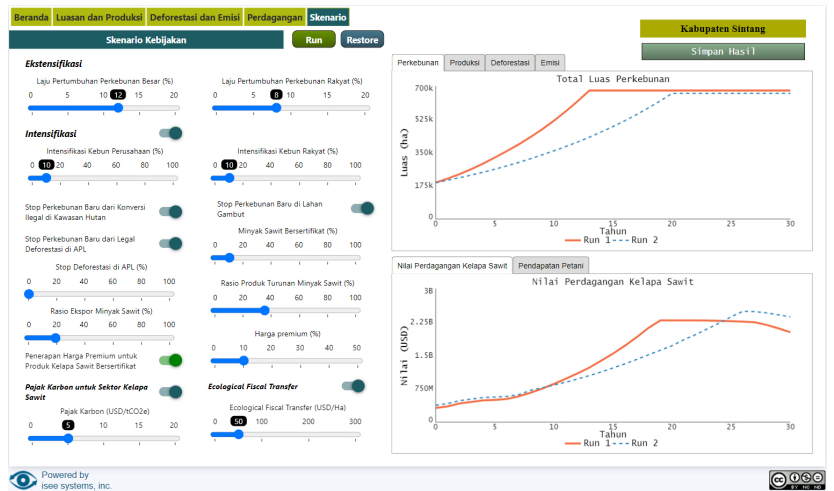 Beranda Luasan dan Produksi Deforestasi dan Emisi Perdagangan Skenario
Skenario Kebijakan Run Restore
Kabupaten Sintang
Simpan Hasil
Ekstensifikasi
Laju Pertumbuhan Perkebunan Besar (%)
0 5 10 12 15 20
Laju Pertumbuhan Perkebunan Rakyat (%)
0 5 8 10 15 20
Intensifikasi
Intensifikasi Kebun Perusahaan (%)
0 10 20 40 60 80 100
Intensifikasi Kebun Rakyat (%)
0 10 20 40 60 80 100
Stop Perkebunan Baru dari Konversi
Ilegal di Kawasan Hutan
Stop Perkebunan Baru di Lahan
Gambut
Stop Perkebunan Baru dari Legal
Deforestasi di APL
Minyak Sawit Bersertifikat (%)
0 20 40 60 80 100
Stop Deforestasi di APL (%)
0 20 40 60 80 100
Rasio Produk Turunan Minyak Sawit (%)
0 20 40 60 80 100
Rasio Ekspor Minyak Sawit (%)
0 20 40 60 80 100
Harga premium (%)
0 10 20 30 40 50
Penerapan Harga Premium untuk
Produk Kelapa Sawit Bersertifikat
Pajak Karbon untuk Sektor Kelapa
Sawit
Ecological Fiscal Transfer
Pajak Karbon (USD/tCO2e)
0 5 10 15 20
Ecological Fiscal Transfer (USD/Ha)
0 50 100 200 300
Perkebunan Produksi Deforestasi Emisi
Total Luas Perkebunan
Luas (ha)
700k
525k
350k
175k
0
0 5 10 15 20 25 30
Tahun
Run 1 Run 2
Nilai Perdagangan Kelapa Sawit Pendapatan Petani
Nilai Perdagangan Kelapa Sawit
Nilai (USD)
3B
2.25B
1.5B
750M
0
0 5 10 15 20 25 30
Tahun
Run 1 Run 2
Powered by
isee systems, inc.
cc BY NC ND